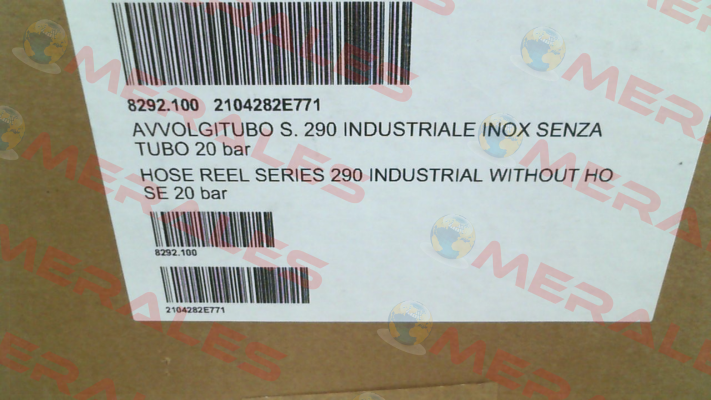 8292.100 2104282E771
AVVOLGITUBO S. 290 INDUSTRIALE INOX SENZA
TUBO 20 bar
HOSE REEL SERIES 290 INDUSTRIAL WITHOUT HO
SE 20 bar
8292.100
2104282E771
MERALES
MERALES
MERALES
MERALES
MERALES
MERALES